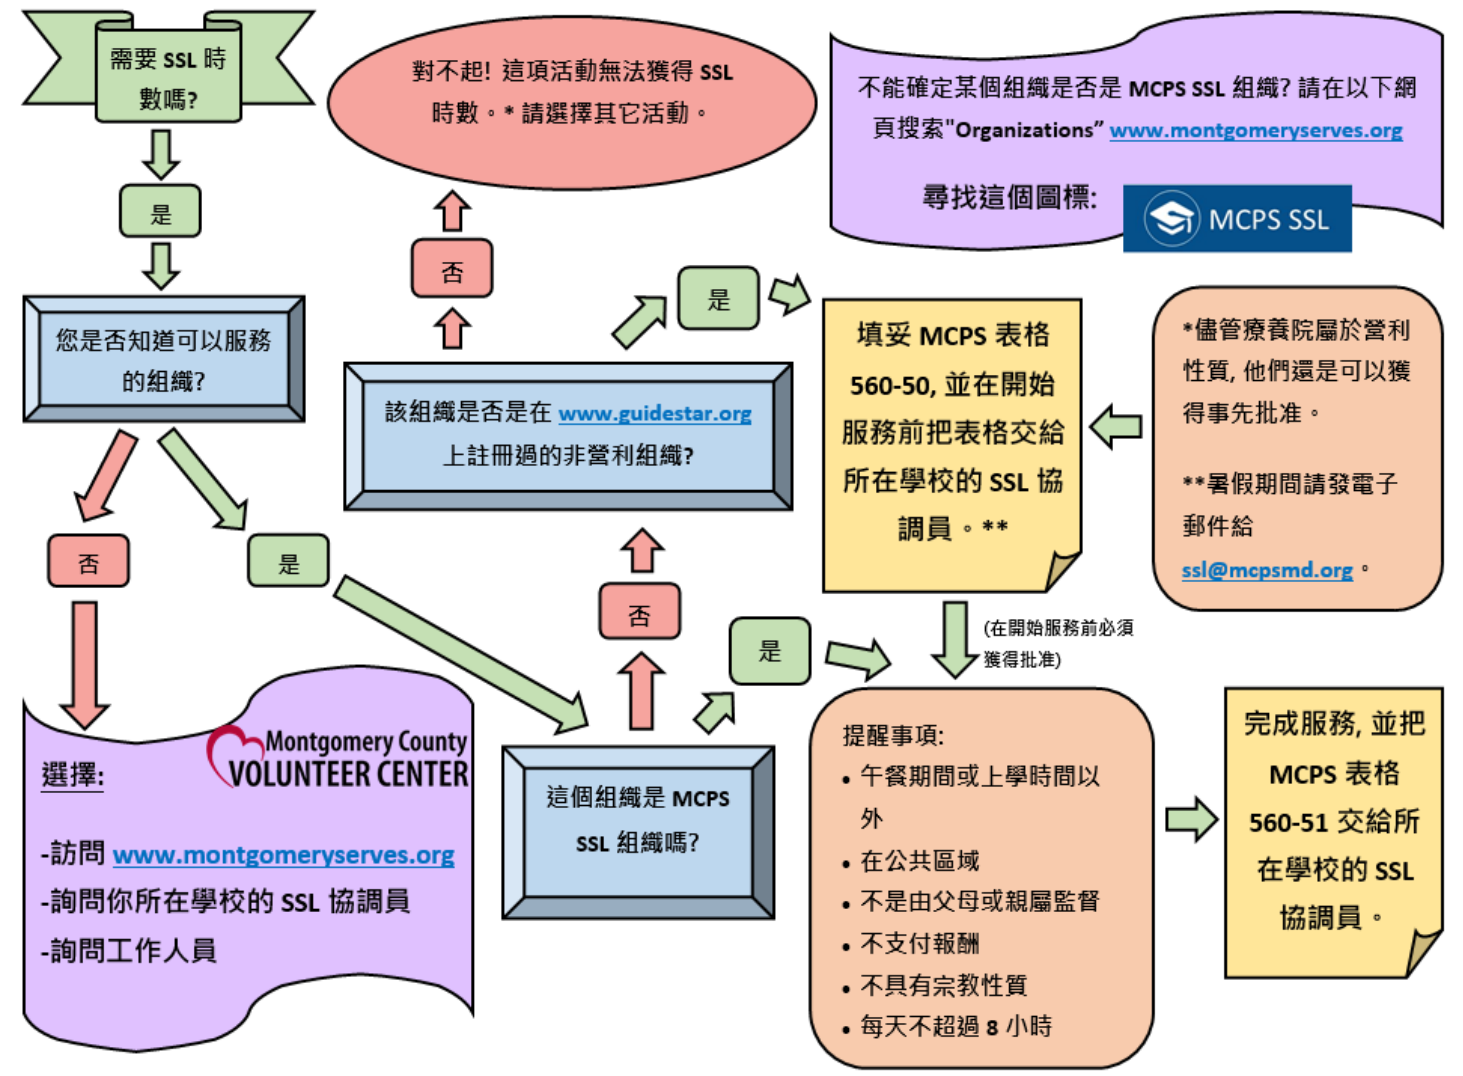 需要 SSL 時
數嗎?
是
您是否知道可以服務
的組織?
否
是
選擇:
Montgomery County
VOLUNTEER CENTER
-訪問 www.montgomeryserves.org
-詢問你所在學校的 SSL 協調員
-詢問工作人員
對不起! 這項活動無法獲得 SSL
時數。* 請選擇其它活動。
否
該組織是否是在 www.guidestar.org
上註冊過的非營利組織?
是
否
是
這個組織是 MCPS
SSL 組織嗎?
不能確定某個組織是否是 MCPS SSL 組織? 請在以下網
頁搜索"Organizations” www.montgomeryserves.org
尋找這個圖標:
MCPS SSL
填妥 MCPS 表格
560-50, 並在開始
服務前把表格交給
所在學校的 SSL 協
調員。**
*儘管療養院屬於營利
性質, 他們還是可以獲
得事先批准。
**暑假期間請發電子
郵件給
ssl@mcpsmd.org。
(在開始服務前必須
獲得批准)
提醒事項:
• 午餐期間或上學時間以
外
• 在公共區域
• 不是由父母或親屬監督
• 不支付報酬
• 不具有宗教性質
• 每天不超過 8 小時
完成服務, 並把
MCPS 表格
560-51 交給所
在學校的 SSL
協調員。